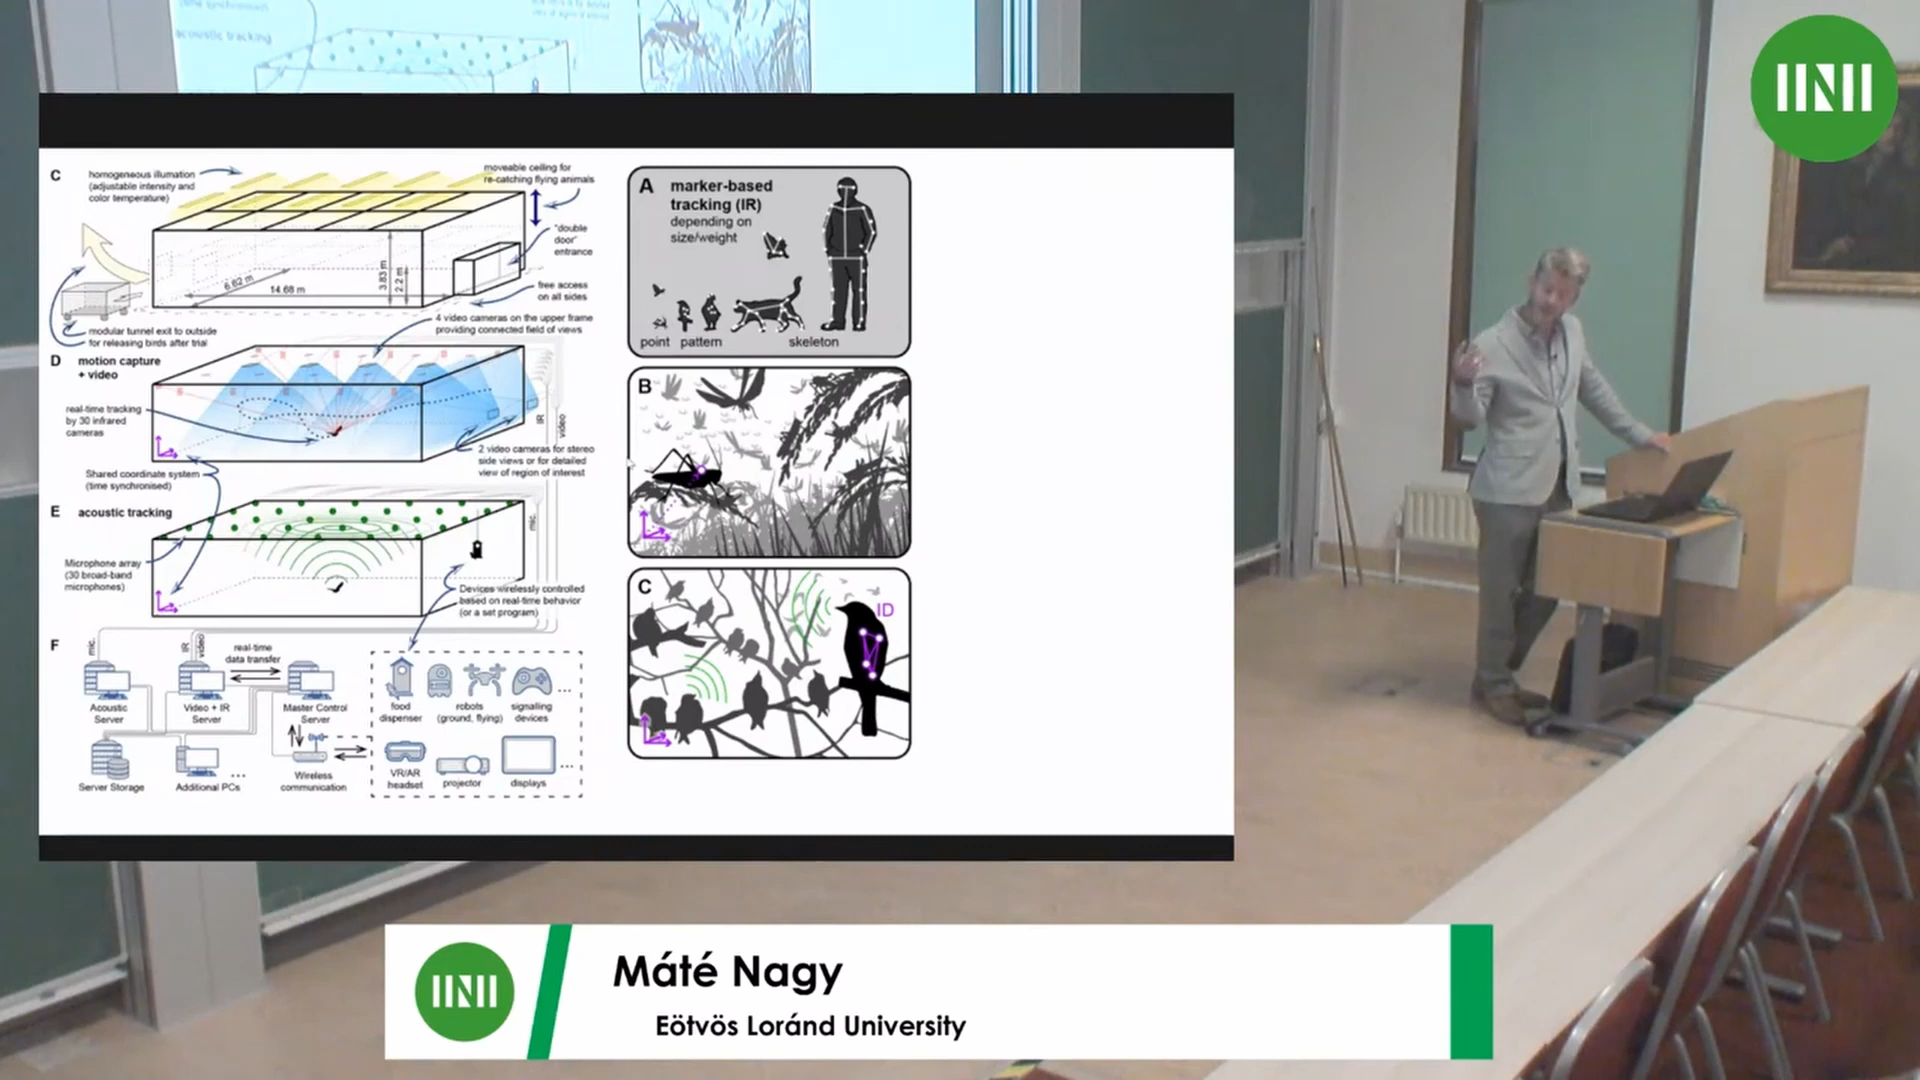 C
homogeneous illumation
(adjustable intensity and
color temperature)
moveable ceiling for
re-catching flying animals
"double
door"
entrance
3.83 m
2.2 m
6.62 m
14.68 m
free access
on all sides
modular tunnel exit to outside
for releasing birds after trial
4 video cameras on the upper frame
providing connected field of views
D motion capture
+ video
real-time tracking
by 30 infrared
cameras
IR
video
2 video cameras for stereo
side views or for detailed
view of region of interest
Shared coordinate system
(time synchronised)
E acoustic tracking
mic.
Microphone array
(30 broad-band
microphones)
Devices wirelessly controlled
based on real-time behavior
(or a set program)
F
mic.
IR
video
real-time
data transfer
Acoustic
Server
Video + IR
Server
Master Control
Server
Server Storage
Additional PCs
...
Wireless
communication
food
dispenser
robots
(ground, flying)
signalling
devices
...
VR/AR
headset
projector
displays
...
A marker-based
tracking (IR)
depending on
size/weight
point pattern skeleton
B
C
ID
acoustic tracking
Máté Nagy
Eötvös Loránd University